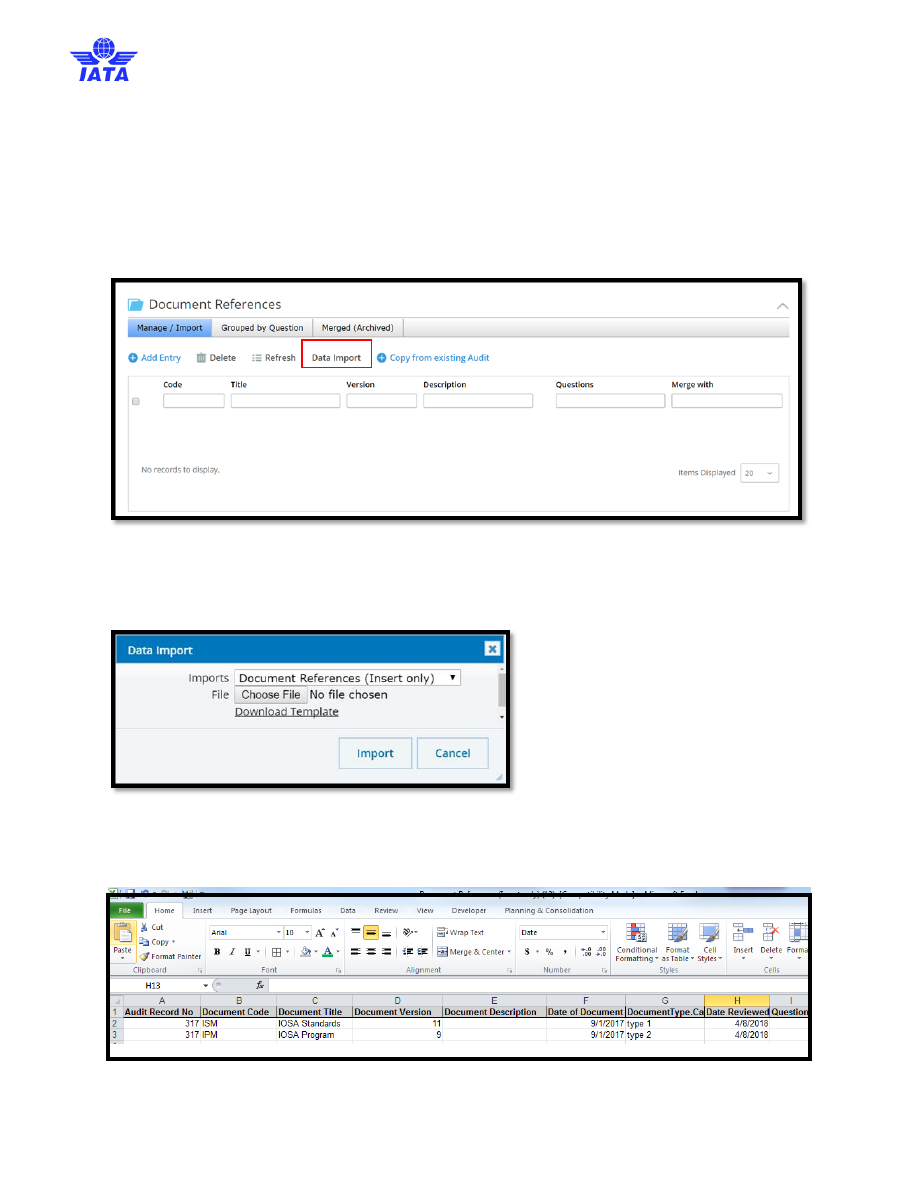 IATA
Document References
Manage / Import Grouped by Question Merged (Archived)
Add Entry Delete Refresh Data Import Copy from existing Audit
Code Title Version Description Questions Merge with
No records to display. Items Displayed 20
Data Import
Imports Document References (Insert only)
File Choose File No file chosen
Download Template
Import Cancel
File Home Insert Page Layout Formulas Data Review View Developer Planning & Consolidation
Cut Arial 10 Wrap Text Date
Paste Copy Format Painter B I U Merge & Center $ % , Conditional Formatting Format as Table Cell Styles Insert Delete Forma
Clipboard Font Alignment Number Styles Cells
H13 fx
A B C D E F G H I
1 Audit Record No Document Code Document Title Document Version Document Description Date of Document DocumentType.Ca Date Reviewed Question
2 317 ISM IOSA Standards 11 9/1/2017 type 1 4/8/2018
3 317 IPM IOSA Program 9 9/1/2017 type 2 4/8/2018